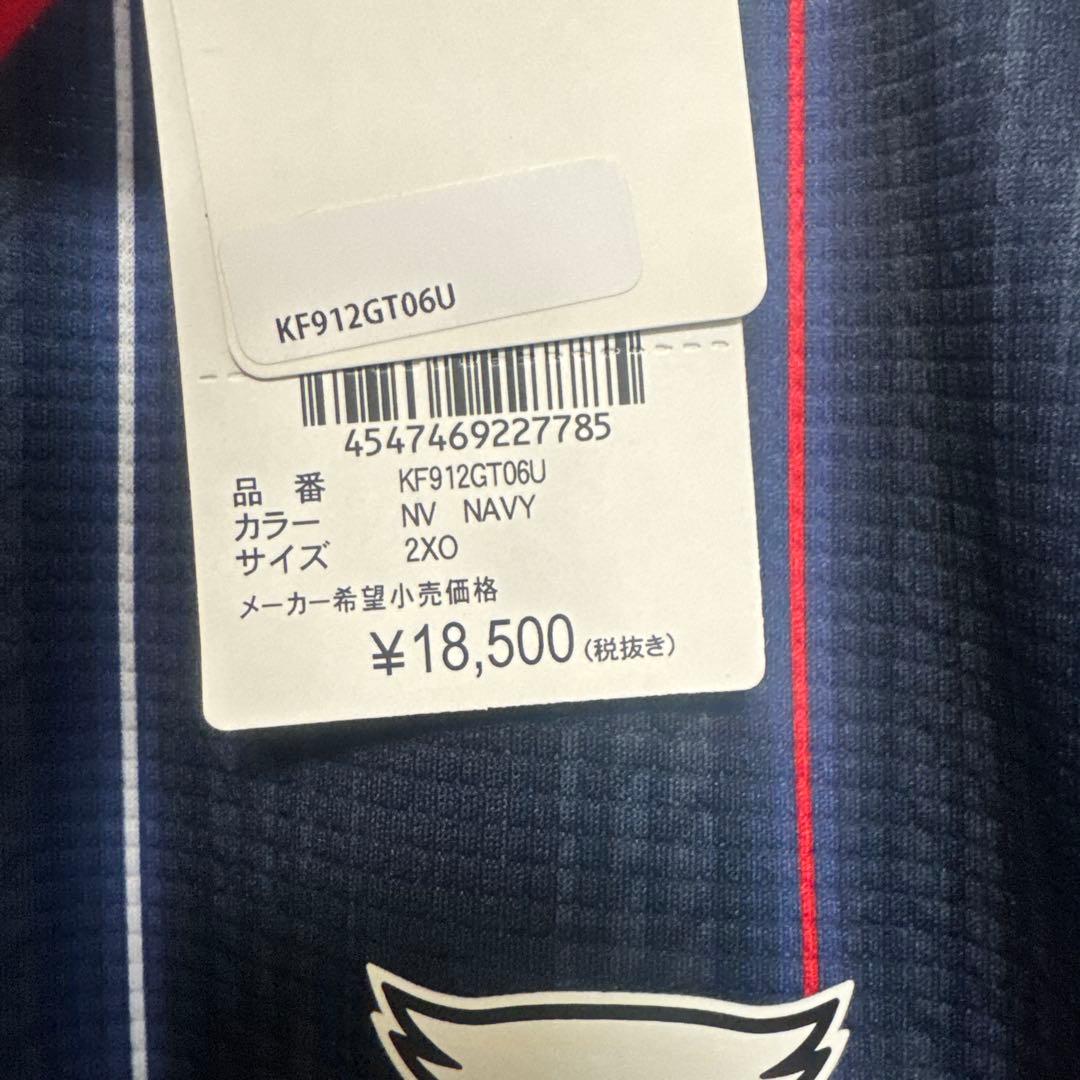 KF912GT06U
4547469227785
品 番 KF912GT06U
カラー NV NAVY
サイズ 2XO
メーカー希望小売価格
¥18,500(税抜き)